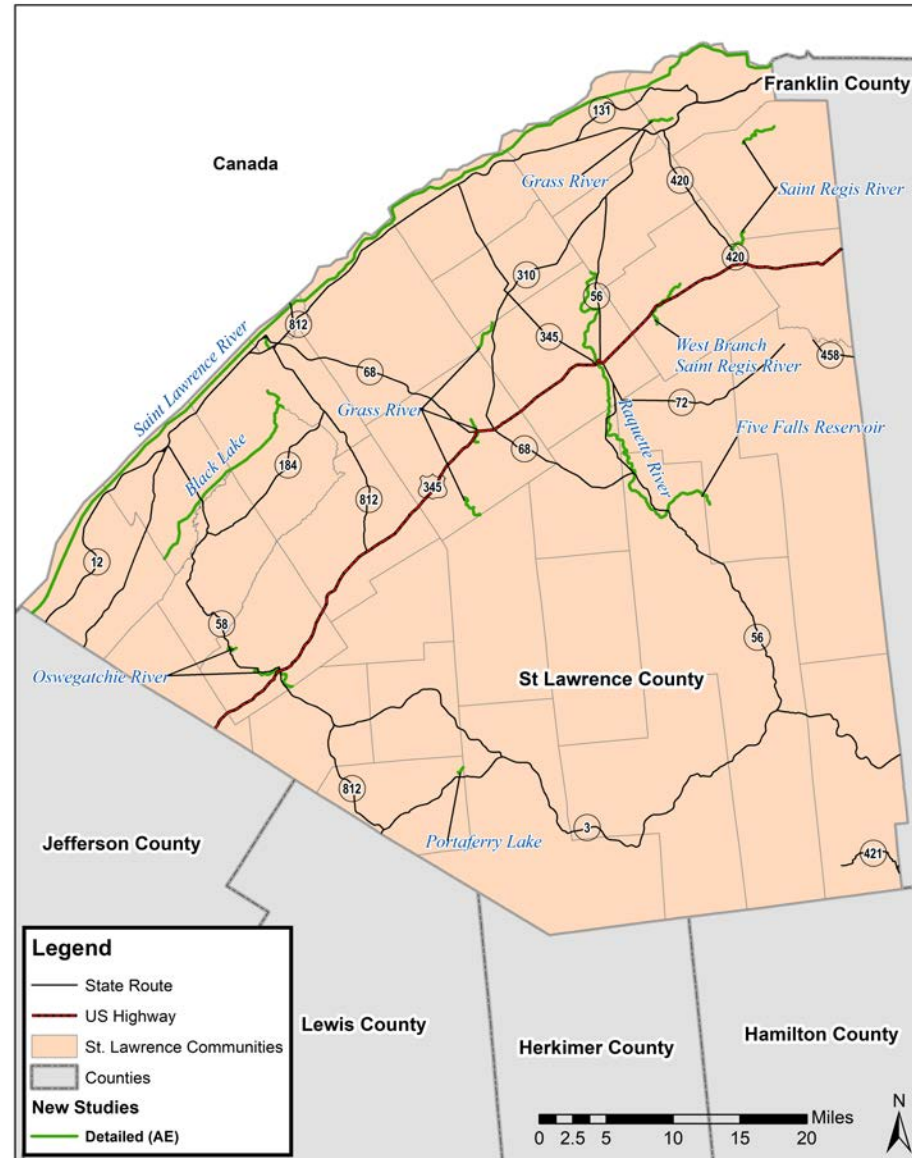 Franklin County
131
Canada
Grass River
Saint Regis River
420
420
310
56
812
345
West Branch
Saint Regis River
458
68
Saint Lawrence River
72
Grass River
Raquette River
Five Falls Reservoir
Black Lake
68
184
345
812
12
58
56
Oswegatchie River
St Lawrence County
812
3
Portaferry Lake
421
Jefferson County
Lewis County
Herkimer County
Hamilton County
Legend
State Route
US Highway
St. Lawrence Communities
Counties
New Studies
Detailed (AE)
Miles
0 2.5 5 10 15 20
N